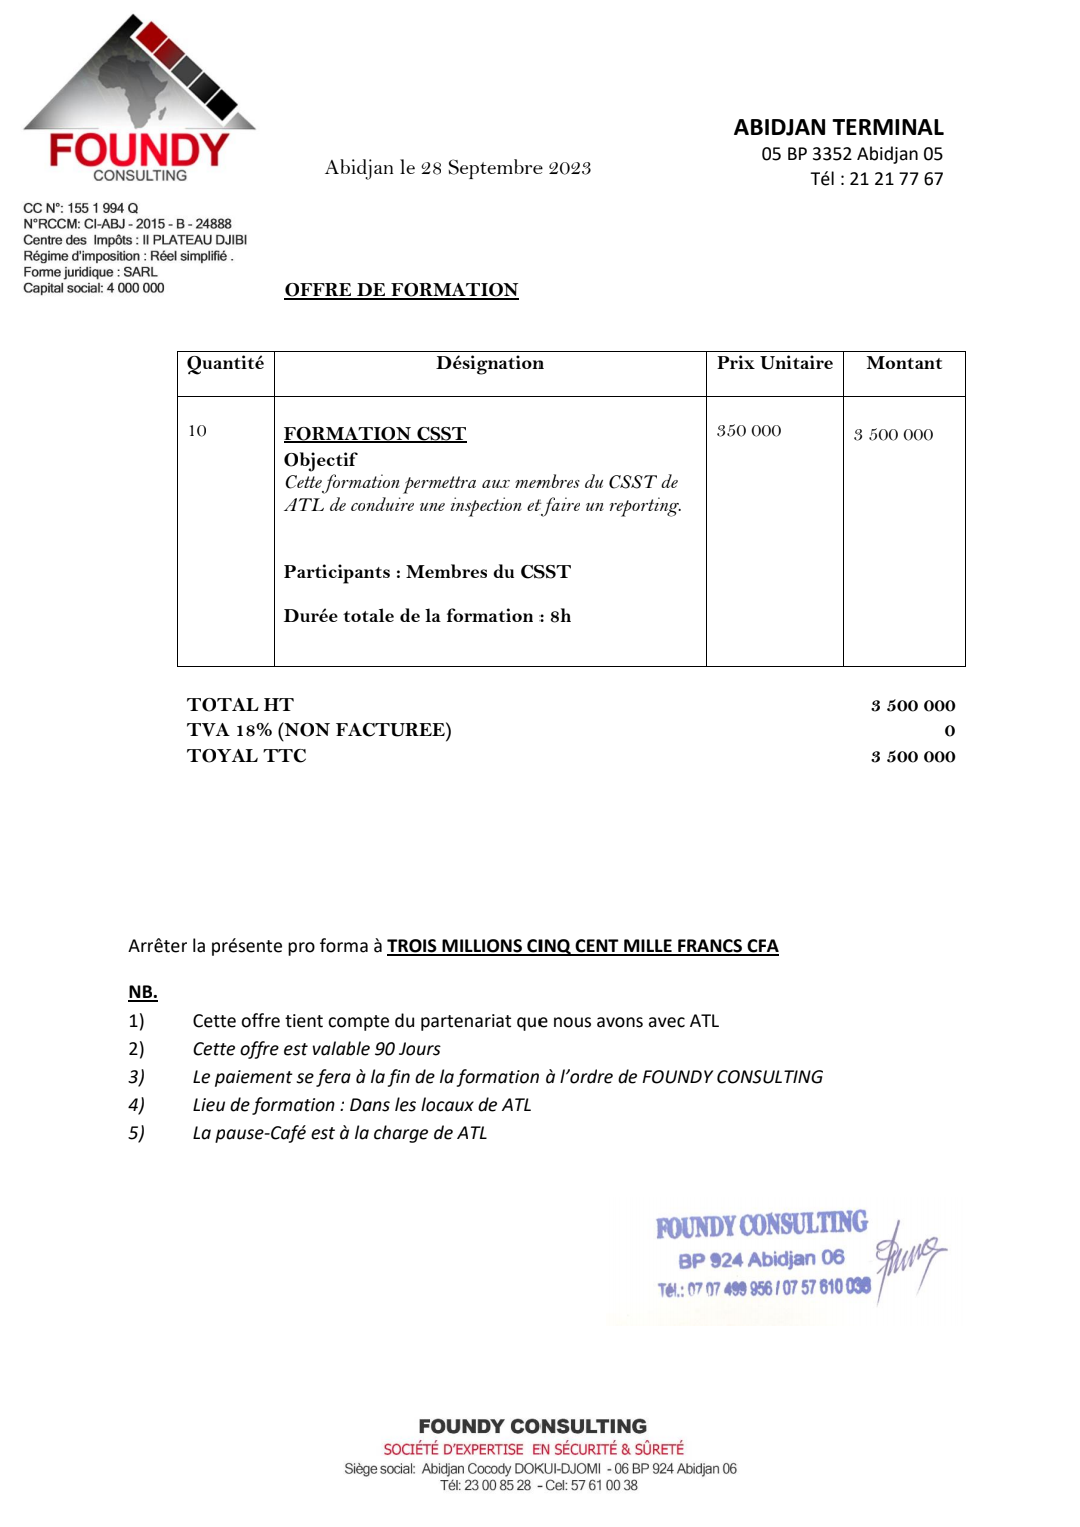 FOUNDY
CONSULTING
CC N°: 155 1 994 Q
N°RCCM: CI-ABJ - 2015 - B - 24888
Centre des Impôts : II PLATEAU DJIBI
Régime d'imposition : Réel simplifié .
Forme juridique : SARL
Capital social: 4 000 000
Abidjan le 28 Septembre 2023
ABIDJAN TERMINAL
05 BP 3352 Abidjan 05
Tél : 21 21 77 67
OFFRE DE FORMATION
Quantité Désignation Prix Unitaire Montant
10 FORMATION CSST 350 000 3 500 000
Objectif
Cette formation permettra aux membres du CSST de
ATL de conduire une inspection et faire un reporting.
Participants : Membres du CSST
Durée totale de la formation : 8h
TOTAL HT 3 500 000
TVA 18% (NON FACTUREE) 0
TOYAL TTC 3 500 000
Arrêter la présente pro forma à TROIS MILLIONS CINQ CENT MILLE FRANCS CFA
NB.
1) Cette offre tient compte du partenariat que nous avons avec ATL
2) Cette offre est valable 90 Jours
3) Le paiement se fera à la fin de la formation à l'ordre de FOUNDY CONSULTING
4) Lieu de formation : Dans les locaux de ATL
5) La pause-Café est à la charge de ATL
FOUNDY CONSULTING
BP 924 Abidjan 06
Tél.: 07 07 499 956 / 07 57 610 038
FOUNDY CONSULTING
SOCIÉTÉ D'EXPERTISE EN SÉCURITÉ & SÛRETÉ
Siège social: Abidjan Cocody DOKUI-DJOMI - 06 BP 924 Abidjan 06
Tél: 23 00 85 28 - Cel: 57 61 00 38